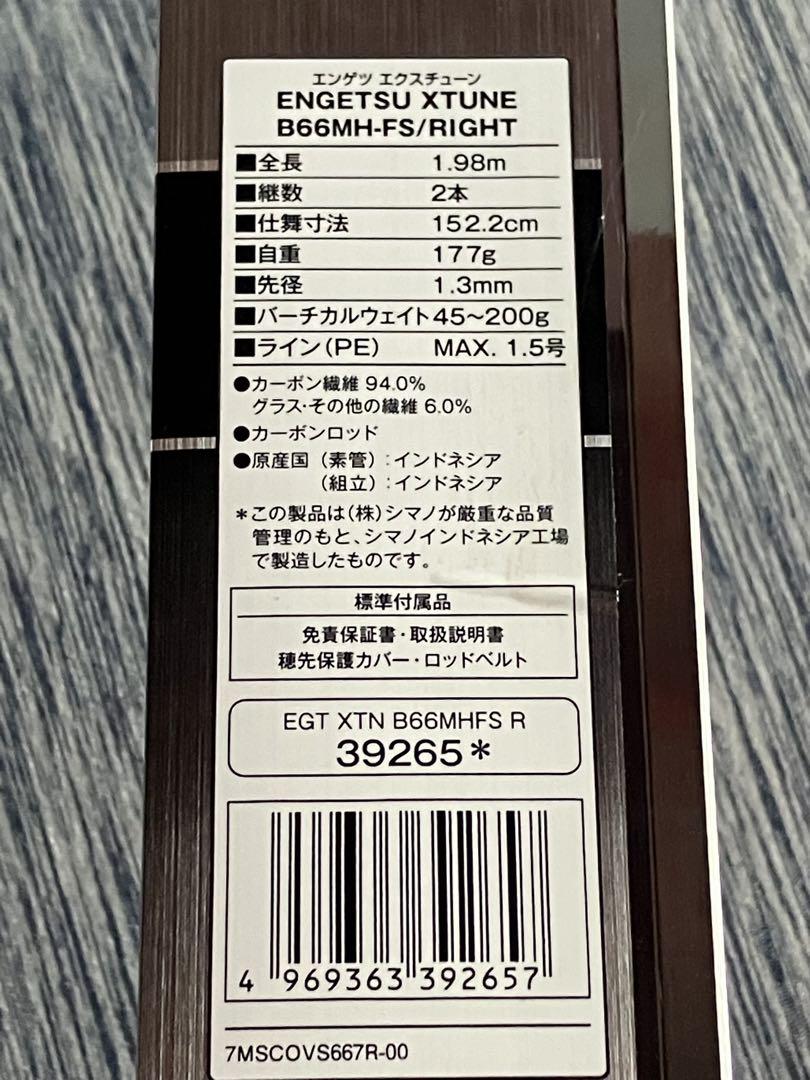 エンゲツ エクスチューン
ENGETSU XTUNE
B66MH-FS/RIGHT
■全長 1.98m
■継数 2本
■仕舞寸法 152.2cm
■自重 177g
■先径 1.3mm
■バーチカルウェイト 45～200g
■ライン(PE) MAX. 1.5号
●カーボン繊維 94.0%
グラス・その他の繊維 6.0%
●カーボンロッド
●原産国(素管):インドネシア
(組立):インドネシア
＊この製品は(株)シマノが厳重な品質
管理のもと、シマノインドネシア工場
で製造したものです。
標準付属品
免責保証書・取扱説明書
穂先保護カバー・ロッドベルト
EGT XTN B66MHFS R
39265＊
4 969363 392657
7MSCOVS667R-00